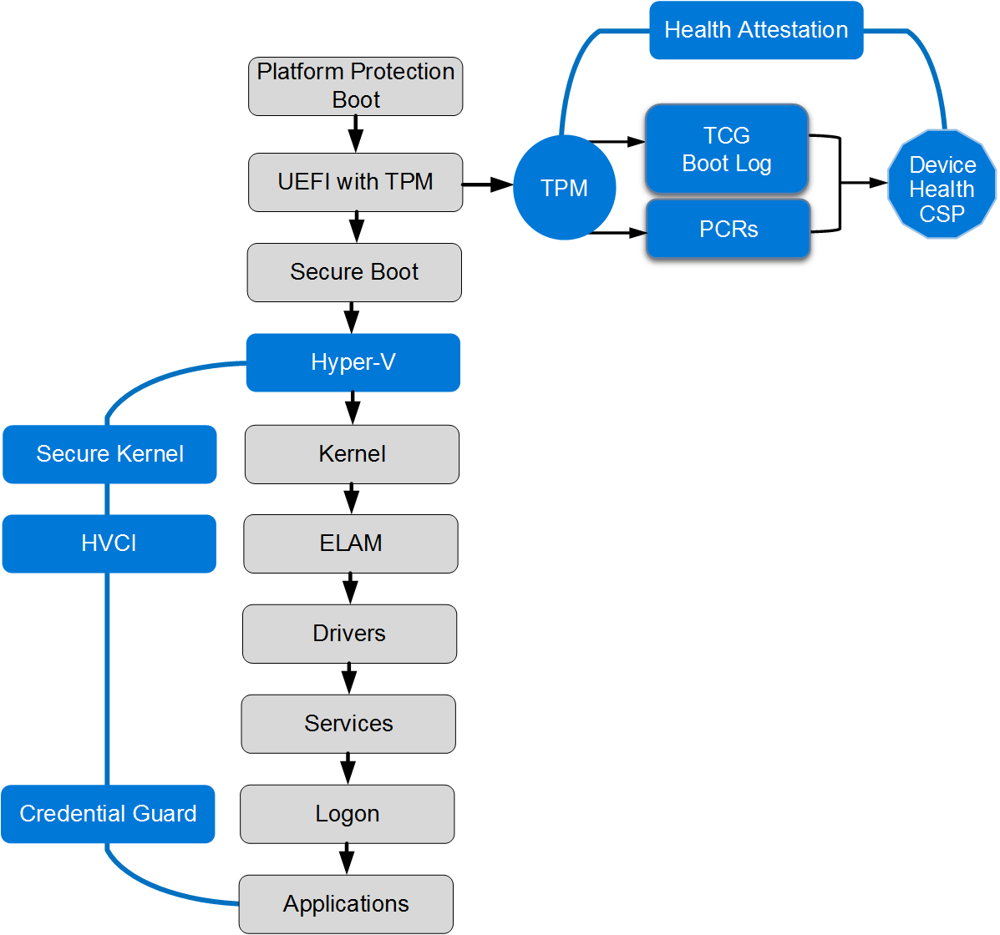 Health Attestation
Platform Protection
Boot
TCG
Boot Log
UEFI with TPM
TPM
Device
Health
CSP
PCRs
Secure Boot
Hyper-V
Secure Kernel
Kernel
HVCI
ELAM
Drivers
Services
Credential Guard
Logon
Applications